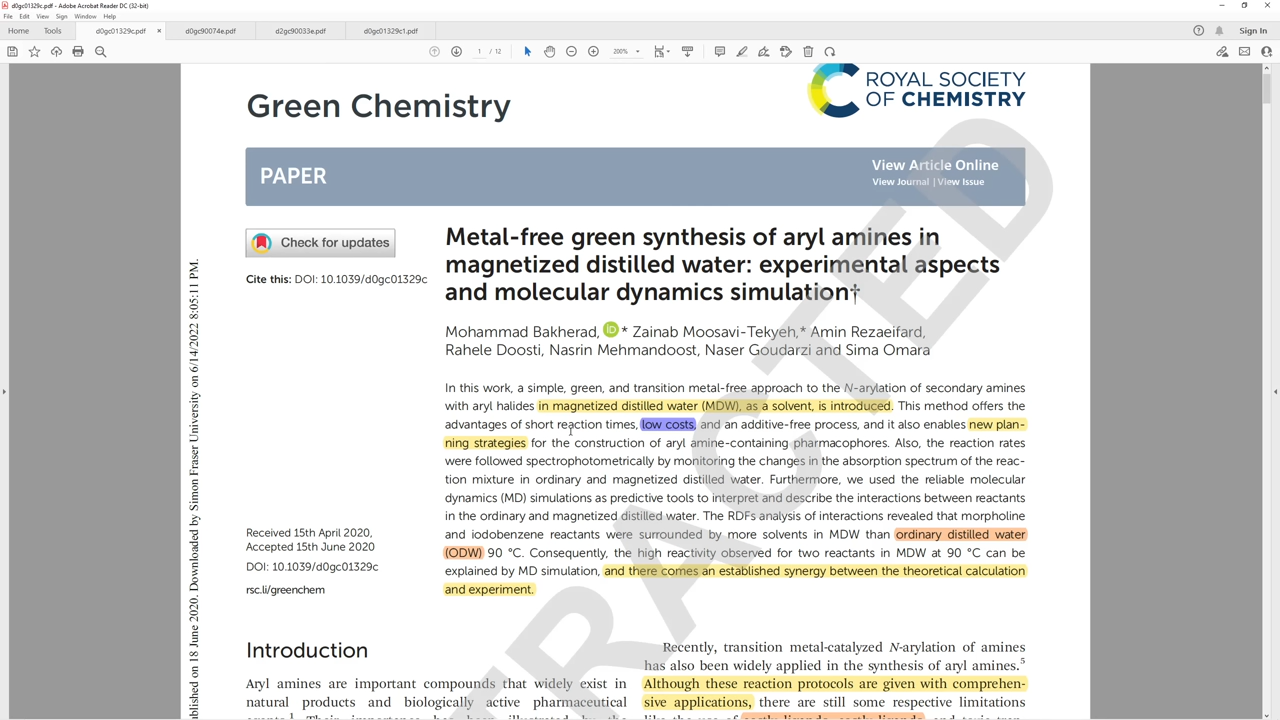 d0gc01329c.pdf - Adobe Acrobat Reader DC (32-bit)
File Edit View Sign Window Help
Home Tools d0gc01329c.pdf × d0gc90074e.pdf d2gc90033e.pdf d0gc01329c1.pdf Sign In
1 / 12 200%
Green Chemistry
ROYAL SOCIETY
OF CHEMISTRY
PAPER
View Article Online
View Journal | View Issue
Check for updates
Cite this: DOI: 10.1039/d0gc01329c
Metal-free green synthesis of aryl amines in
magnetized distilled water: experimental aspects
and molecular dynamics simulation†
Mohammad Bakherad, iD * Zainab Moosavi-Tekyeh,* Amin Rezaeifard,
Rahele Doosti, Nasrin Mehmandoost, Naser Goudarzi and Sima Omara
In this work, a simple, green, and transition metal-free approach to the N-arylation of secondary amines
with aryl halides in magnetized distilled water (MDW), as a solvent, is introduced. This method offers the
advantages of short reaction times, low costs, and an additive-free process, and it also enables new plan-
ning strategies for the construction of aryl amine-containing pharmacophores. Also, the reaction rates
were followed spectrophotometrically by monitoring the changes in the absorption spectrum of the reac-
tion mixture in ordinary and magnetized distilled water. Furthermore, we used the reliable molecular
dynamics (MD) simulations as predictive tools to interpret and describe the interactions between reactants
in the ordinary and magnetized distilled water. The RDFs analysis of interactions revealed that morpholine
and iodobenzene reactants were surrounded by more solvents in MDW than ordinary distilled water
(ODW) 90 °C. Consequently, the high reactivity observed for two reactants in MDW at 90 °C can be
explained by MD simulation, and there comes an established synergy between the theoretical calculation
and experiment.
Received 15th April 2020,
Accepted 15th June 2020
DOI: 10.1039/d0gc01329c
rsc.li/greenchem
blished on 18 June 2020. Downloaded by Simon Fraser University on 6/14/2022 8:05:11 PM.
Introduction
Aryl amines are important compounds that widely exist in
natural products and biologically active pharmaceutical
Recently, transition metal-catalyzed N-arylation of amines
has also been widely applied in the synthesis of aryl amines.5
Although these reaction protocols are given with comprehen-
sive applications, there are still some respective limitations
RACTED